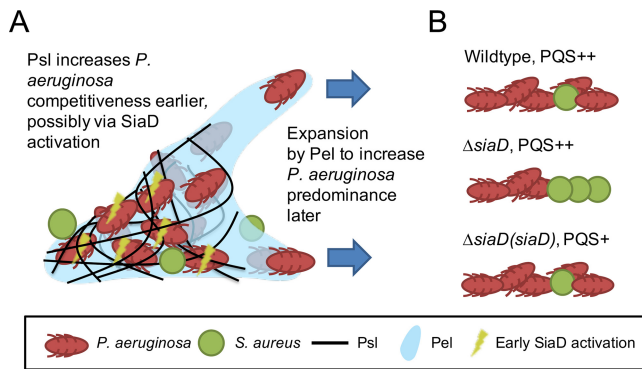 A
B
Psl increases P.
aeruginosa
competitiveness earlier,
possibly via SiaD
activation
Expansion
by Pel to increase
P. aeruginosa
predominance
later
Wildtype, PQS++
ΔsiaD, PQS++
ΔsiaD(siaD), PQS+
P. aeruginosa
S. aureus
Psl
Pel
Early SiaD activation